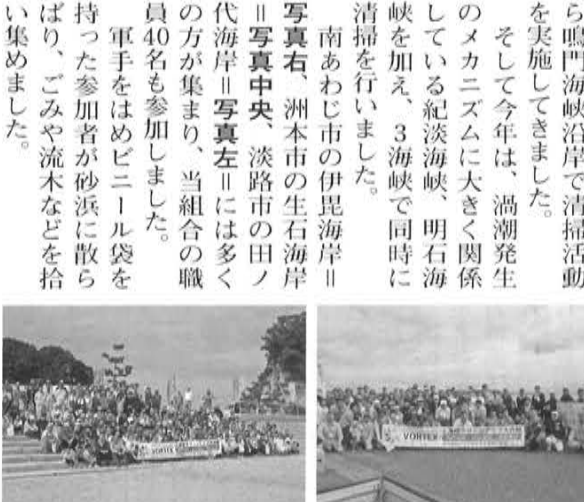 ら鳴門海峡沿岸で清掃活動
を実施してきました。
そして今年は、渦潮発生
のメカニズムに大きく関係
している紀淡海峡、明石海
峡を加え、３海峡で同時に
清掃を行いました。
南あわじ市の伊毘海岸＝
写真右、洲本市の生石海岸
＝写真中央、淡路市の田ノ
代海岸＝写真左＝には多く
の方が集まり、当組合の職
員40名も参加しました。
軍手をはめビニール袋を
持った参加者が砂浜に散ら
ばり、ごみや流木などを拾
い集めました。
VORTEX
VORTEX